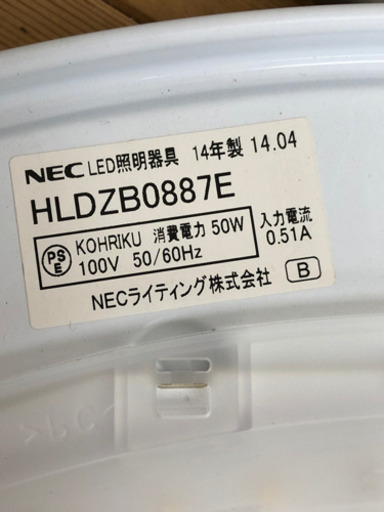 NEC LED照明器具 14年製 14.04
HLDZB0887E
PS E KOHRIKU 消費電力 50W 入力電流
100V 50/60Hz 0.51A
NECライティング株式会社 B
>PC<